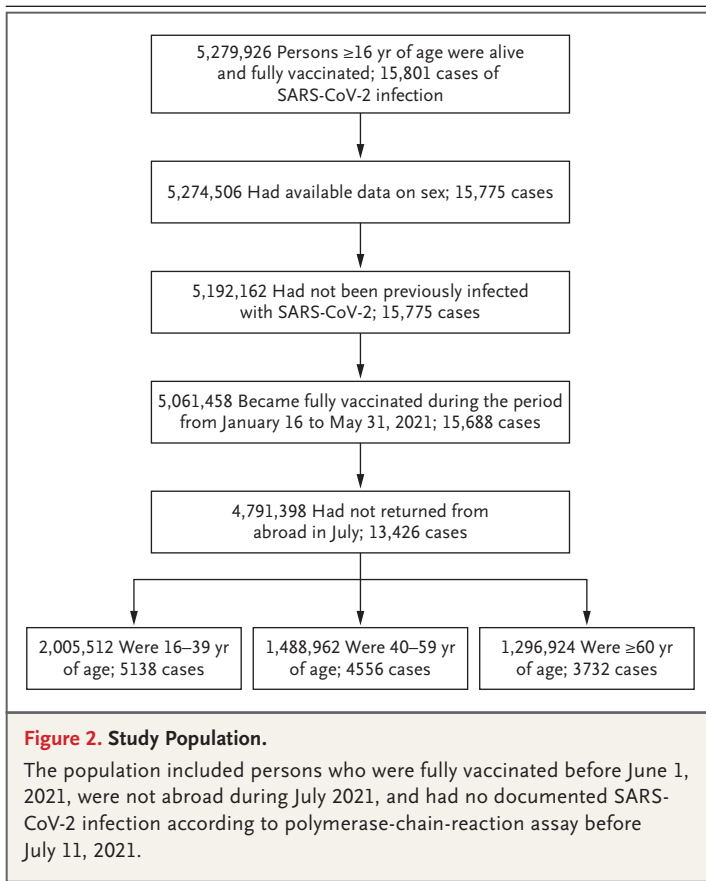 5,279,926 Persons ≥16 yr of age were alive
and fully vaccinated; 15,801 cases of
SARS-CoV-2 infection
5,274,506 Had available data on sex; 15,775 cases
5,192,162 Had not been previously infected
with SARS-CoV-2; 15,775 cases
5,061,458 Became fully vaccinated during the period
from January 16 to May 31, 2021; 15,688 cases
4,791,398 Had not returned from
abroad in July; 13,426 cases
2,005,512 Were 16–39 yr
of age; 5138 cases
1,488,962 Were 40–59 yr
of age; 4556 cases
1,296,924 Were ≥60 yr
of age; 3732 cases
Figure 2. Study Population.
The population included persons who were fully vaccinated before June 1,
2021, were not abroad during July 2021, and had no documented SARS-
CoV-2 infection according to polymerase-chain-reaction assay before
July 11, 2021.